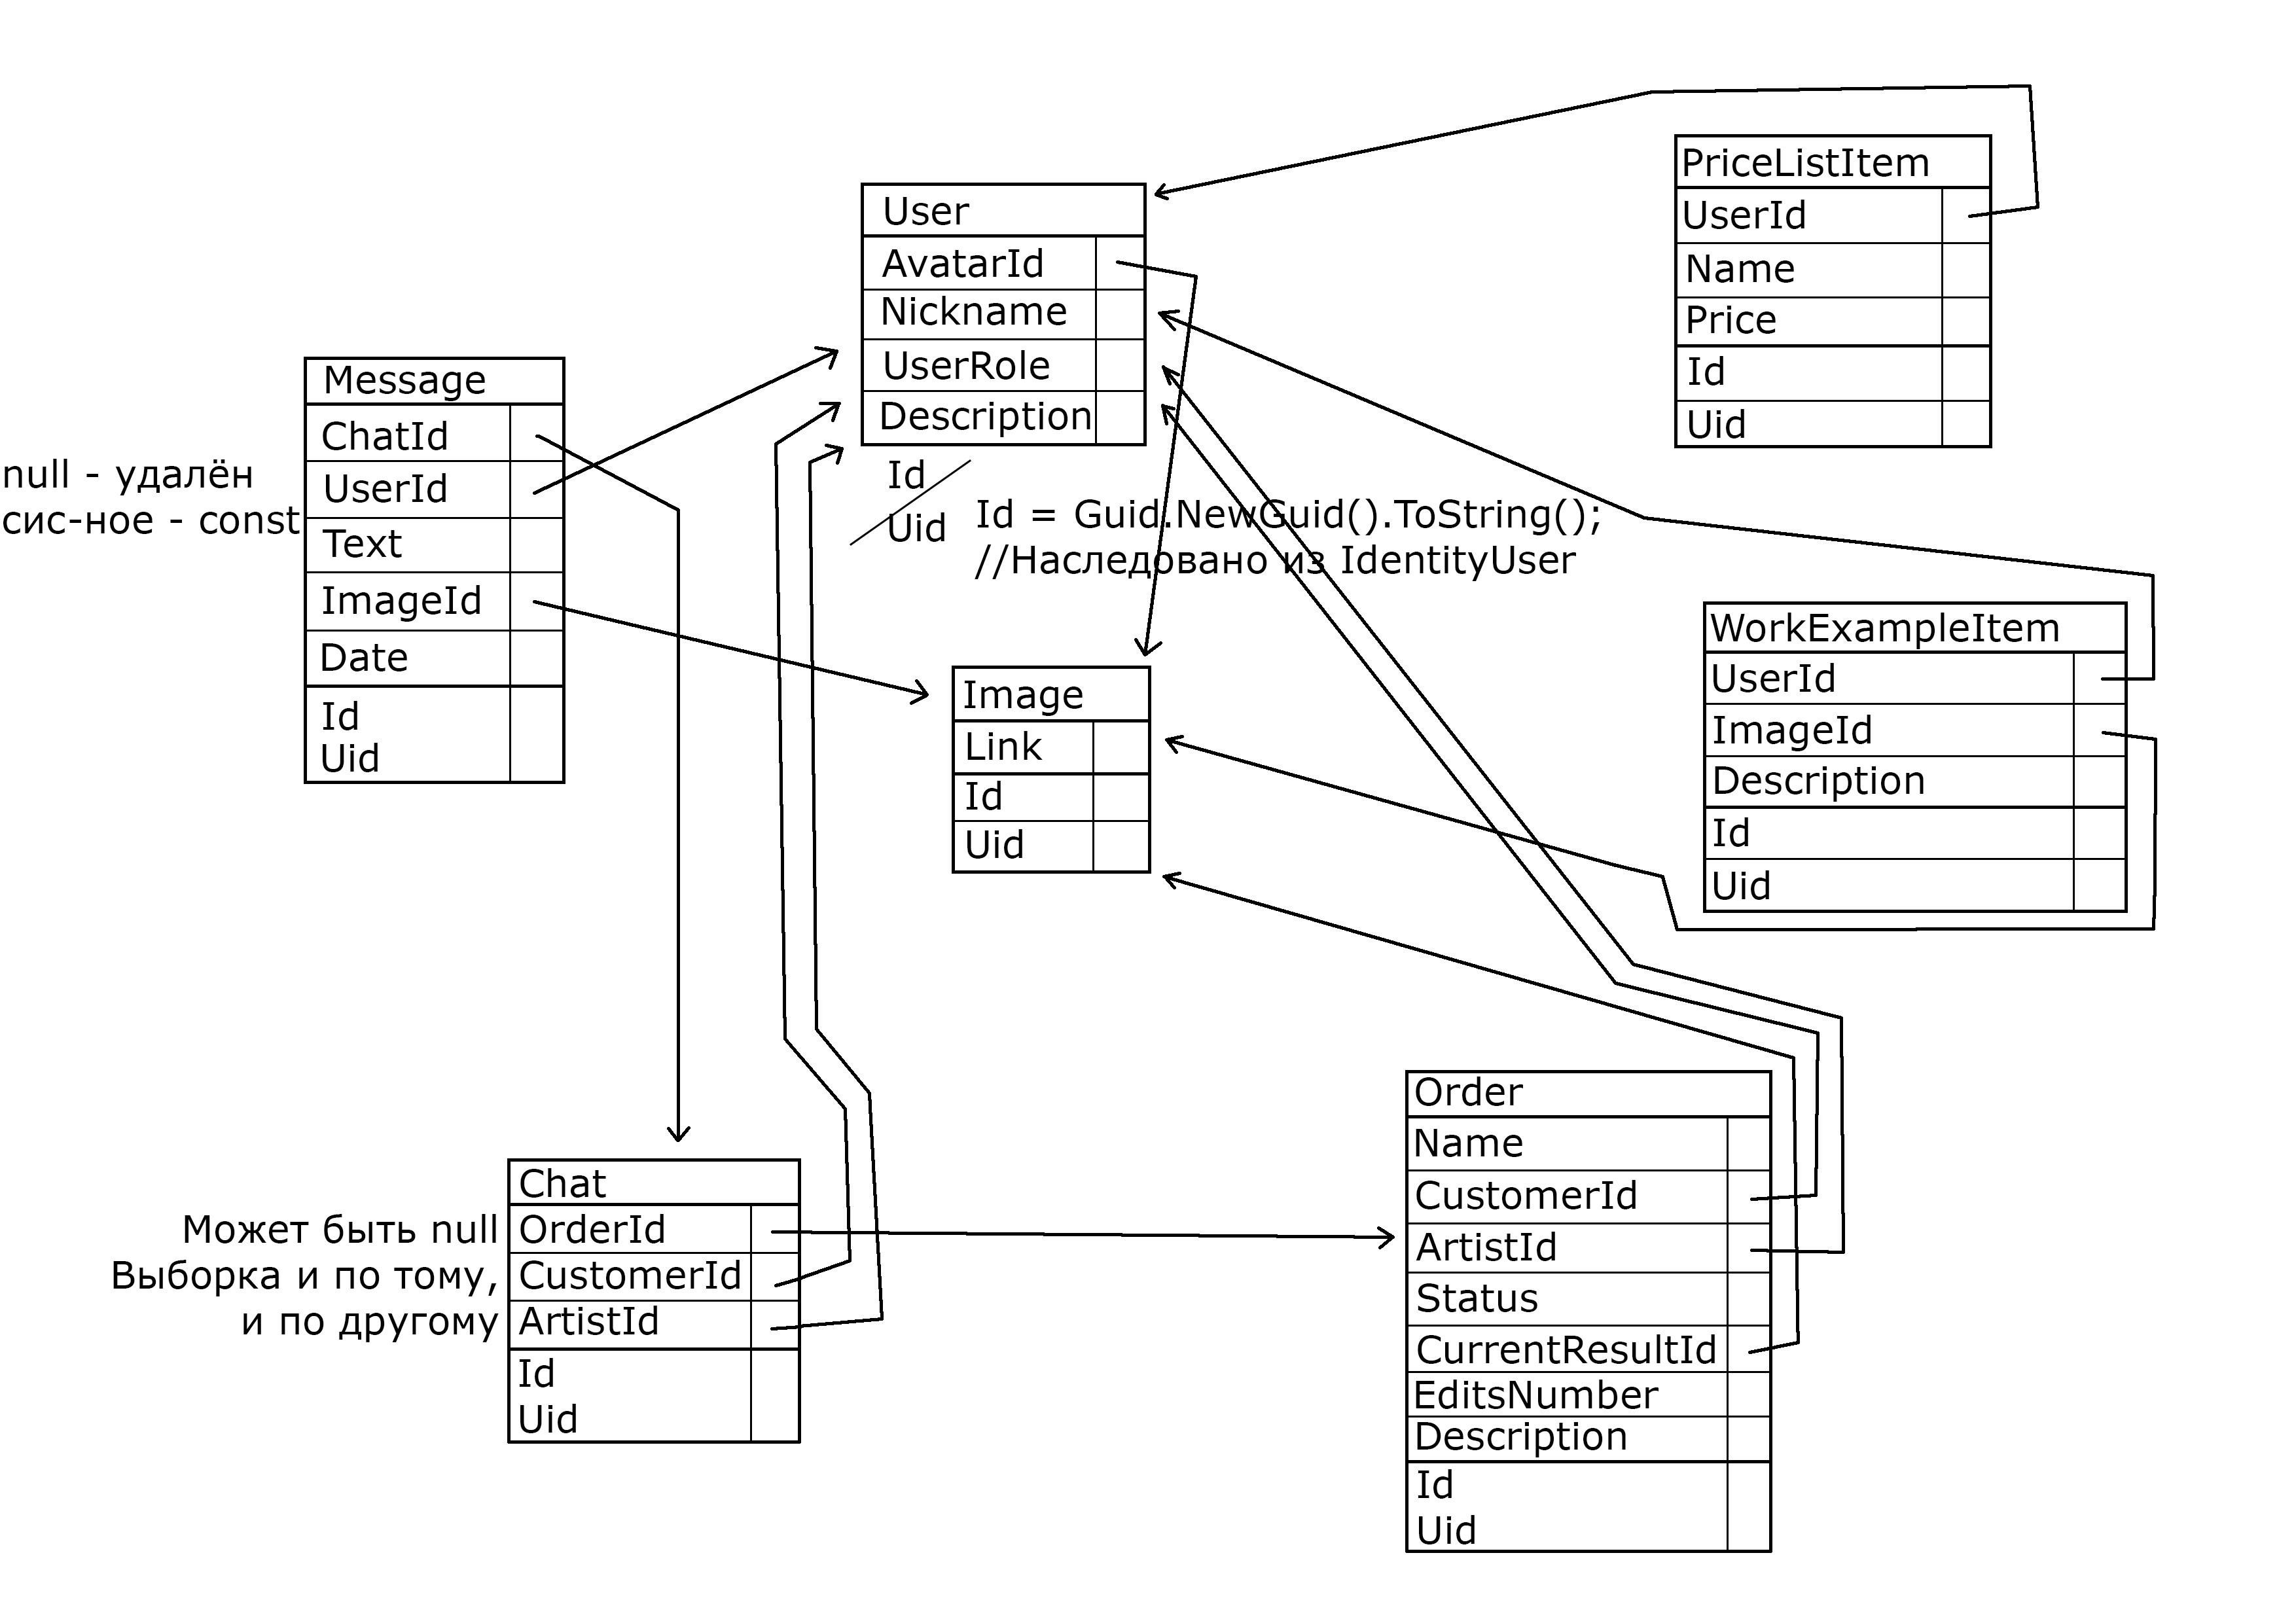 PriceListItem
UserId
Name
Price
Id
Uid
User
AvatarId
Nickname
UserRole
Description
Id
Uid
Id = Guid.NewGuid().ToString();
//Наследовано из IdentityUser
Message
ChatId
UserId
Text
ImageId
Date
Id
Uid
null - удалён
сис-ное - const
Image
Link
Id
Uid
WorkExampleItem
UserId
ImageId
Description
Id
Uid
Chat
OrderId
CustomerId
ArtistId
Id
Uid
Может быть null
Выборка и по тому,
и по другому
Order
Name
CustomerId
ArtistId
Status
CurrentResultId
EditsNumber
Description
Id
Uid